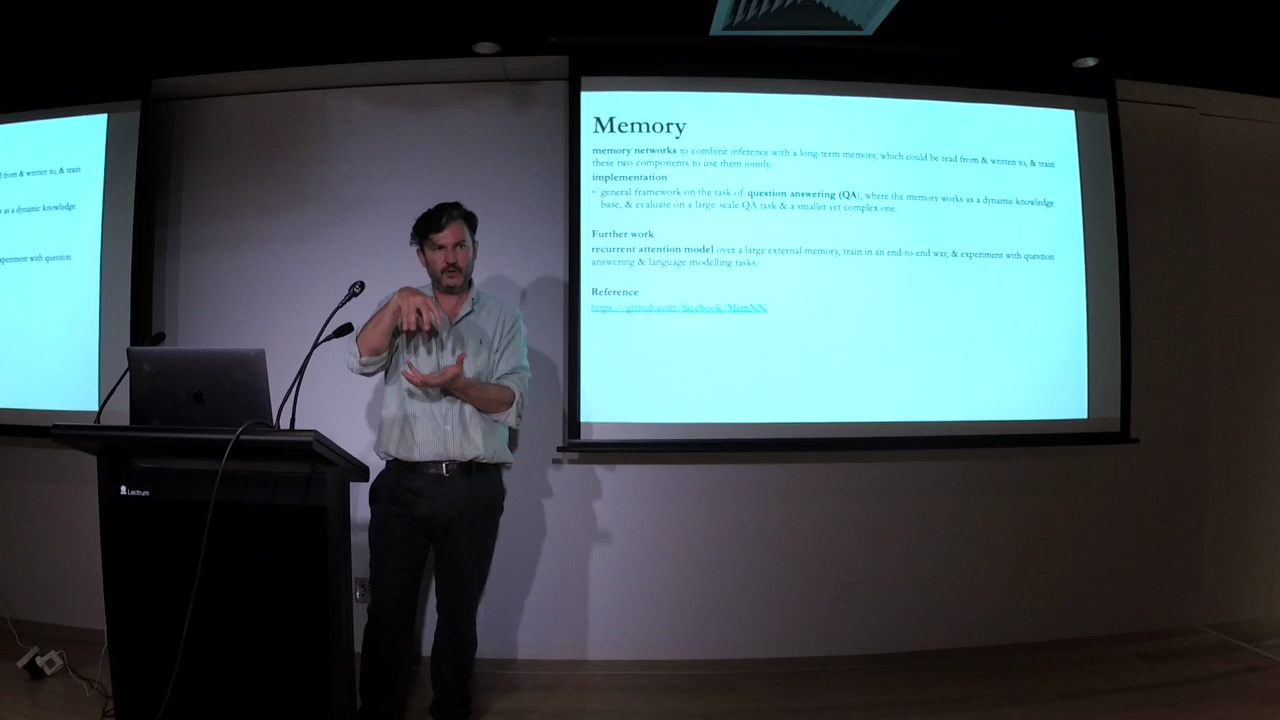 from & written to, & train
as a dynamic knowledge
experiment with question
Lectrum
Memory
memory networks to combine inference with a long-term memory, which could be read from & written to, & train
these two components to use them jointly.
implementation
• general framework on the task of question answering (QA), where the memory works as a dynamic knowledge
base, & evaluate on a large-scale QA task & a smaller yet complex one.
Further work
recurrent attention model over a large external memory, train in an end-to-end way, & experiment with question
answering & language modelling tasks.
Reference
https://github.com/facebook/MemNN